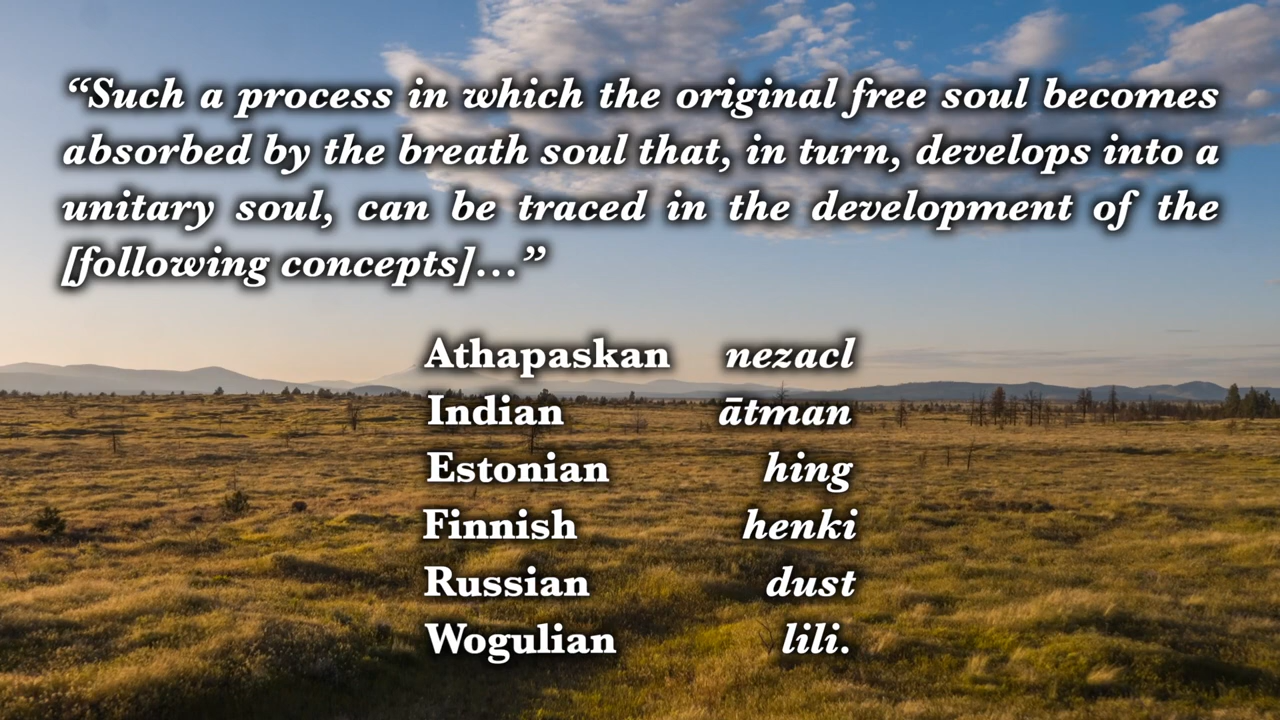 “Such a process in which the original free soul becomes
absorbed by the breath soul that, in turn, develops into a
unitary soul, can be traced in the development of the
[following concepts]...”
Athapaskan nezacl
Indian ātman
Estonian hing
Finnish henki
Russian dust
Wogulian lili.